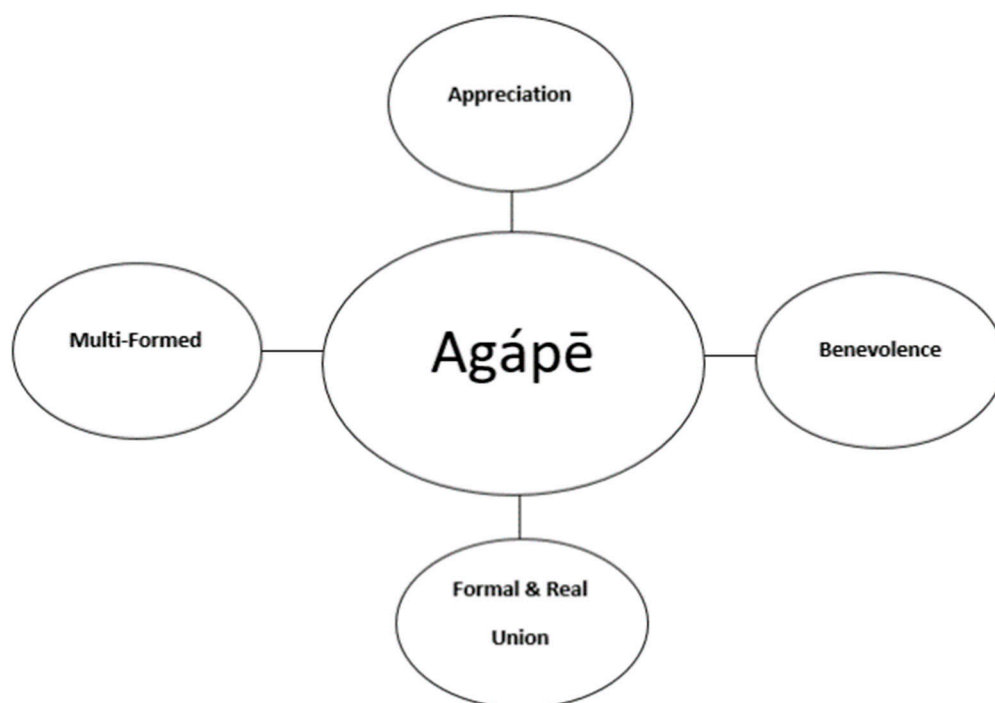 Appreciation
Multi-Formed
Agápē
Benevolence
Formal & Real
Union